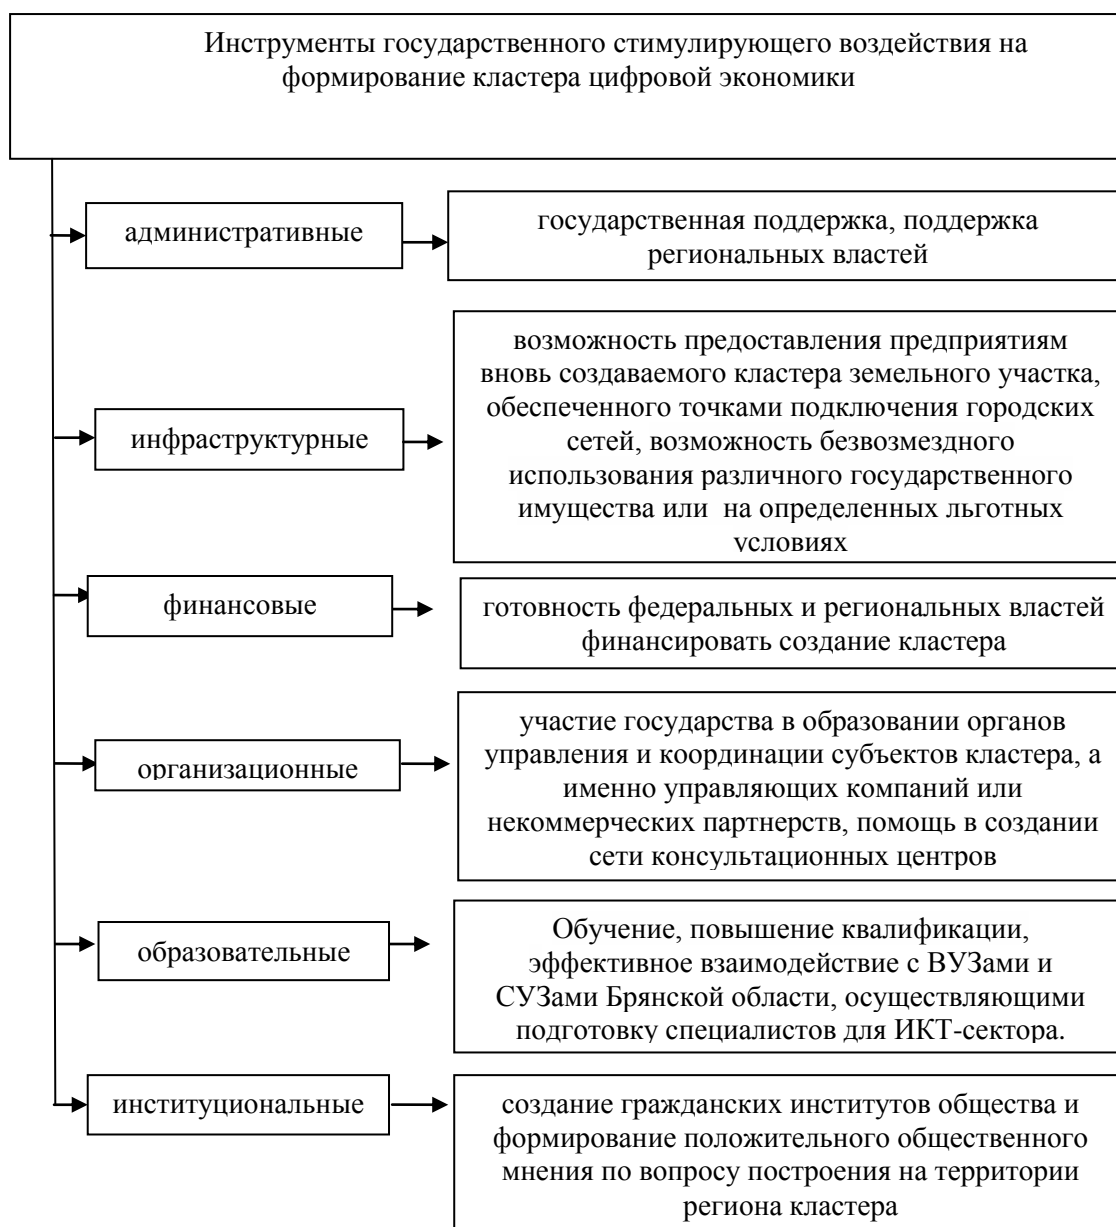 Инструменты государственного стимулирующего воздействия на
формирование кластера цифровой экономики
административные
государственная поддержка, поддержка
региональных властей
инфраструктурные
возможность предоставления предприятиям
вновь создаваемого кластера земельного участка,
обеспеченного точками подключения городских
сетей, возможность безвозмездного
использования различного государственного
имущества или на определенных льготных
условиях
финансовые
готовность федеральных и региональных властей
финансировать создание кластера
организационные
участие государства в образовании органов
управления и координации субъектов кластера, а
именно управляющих компаний или
некоммерческих партнерств, помощь в создании
сети консультационных центров
образовательные
Обучение, повышение квалификации,
эффективное взаимодействие с ВУЗами и
СУЗами Брянской области, осуществляющими
подготовку специалистов для ИКТ-сектора.
институциональные
создание гражданских институтов общества и
формирование положительного общественного
мнения по вопросу построения на территории
региона кластера